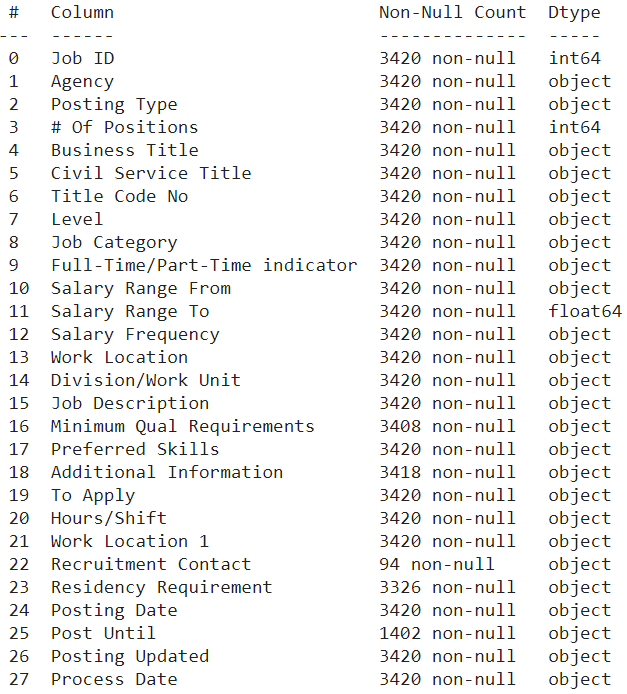 #   Column                         Non-Null Count  Dtype
---  ------                         --------------  -----
0   Job ID                         3420 non-null   int64
1   Agency                         3420 non-null   object
2   Posting Type                   3420 non-null   object
3   # Of Positions                 3420 non-null   int64
4   Business Title                 3420 non-null   object
5   Civil Service Title            3420 non-null   object
6   Title Code No                  3420 non-null   object
7   Level                          3420 non-null   object
8   Job Category                   3420 non-null   object
9   Full-Time/Part-Time indicator  3420 non-null   object
10  Salary Range From              3420 non-null   object
11  Salary Range To                3420 non-null   float64
12  Salary Frequency               3420 non-null   object
13  Work Location                  3420 non-null   object
14  Division/Work Unit             3420 non-null   object
15  Job Description                3420 non-null   object
16  Minimum Qual Requirements      3408 non-null   object
17  Preferred Skills               3420 non-null   object
18  Additional Information         3418 non-null   object
19  To Apply                       3420 non-null   object
20  Hours/Shift                    3420 non-null   object
21  Work Location 1                3420 non-null   object
22  Recruitment Contact            94 non-null     object
23  Residency Requirement          3326 non-null   object
24  Posting Date                   3420 non-null   object
25  Post Until                     1402 non-null   object
26  Posting Updated                3420 non-null   object
27  Process Date                   3420 non-null   object